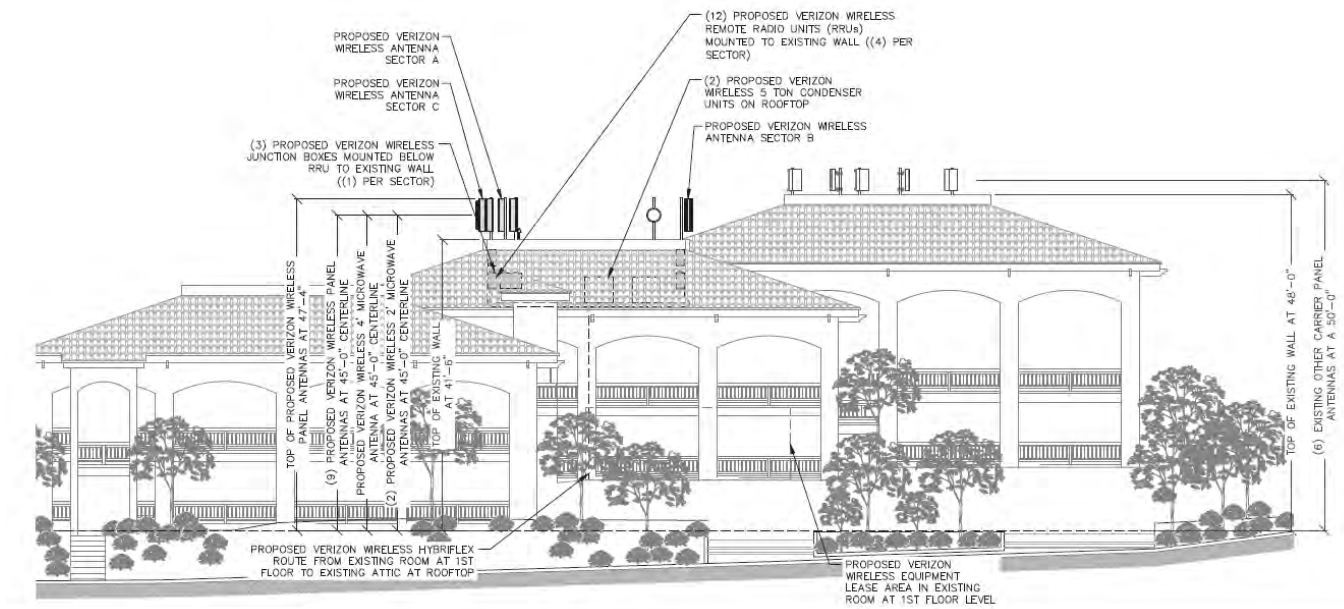 PROPOSED VERIZON
WIRELESS ANTENNA
SECTOR A
PROPOSED VERIZON
WIRELESS ANTENNA
SECTOR C
(3) PROPOSED VERIZON WIRELESS
JUNCTION BOXES MOUNTED BELOW
RRU TO EXISTING WALL
((1) PER SECTOR)
(12) PROPOSED VERIZON WIRELESS
REMOTE RADIO UNITS (RRUs)
MOUNTED TO EXISTING WALL ((4) PER
SECTOR)
(2) PROPOSED VERIZON
WIRELESS 5 TON CONDENSER
UNITS ON ROOFTOP
PROPOSED VERIZON WIRELESS
ANTENNA SECTOR B
TOP OF PROPOSED VERIZON WIRELESS
PANEL ANTENNAS AT 47'-4"
(9) PROPOSED VERIZON WIRELESS PANEL
ANTENNAS AT 45'-0" CENTERLINE
PROPOSED VERIZON WIRELESS 4' MICROWAVE
ANTENNA AT 45'-0" CENTERLINE
(2) PROPOSED VERIZON WIRELESS 2' MICROWAVE
ANTENNAS AT 45'-0" CENTERLINE
TOP OF EXISTING WALL
AT 41'-6"
TOP OF EXISTING WALL AT 48'-0"
(6) EXISTING OTHER CARRIER PANEL
ANTENNAS AT A 50'-0"
PROPOSED VERIZON WIRELESS HYBRIFLEX
ROUTE FROM EXISTING ROOM AT 1ST
FLOOR TO EXISTING ATTIC AT ROOFTOP
PROPOSED VERIZON
WIRELESS EQUIPMENT
LEASE AREA IN EXISTING
ROOM AT 1ST FLOOR LEVEL